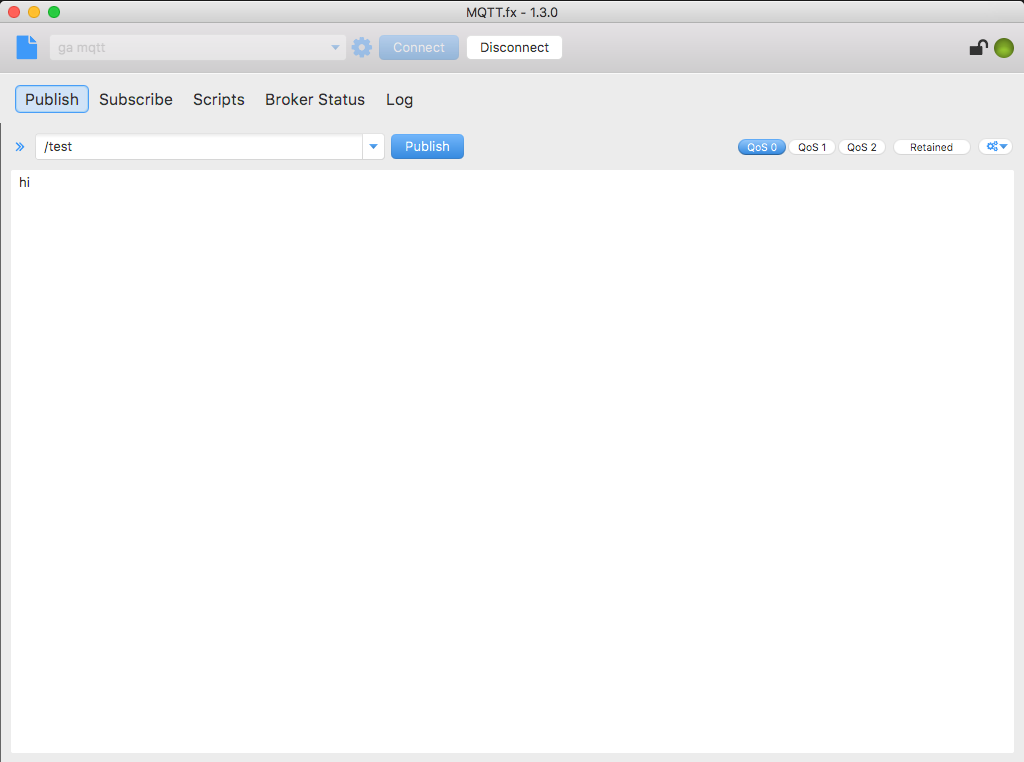 MQTT.fx - 1.3.0
ga mqtt Connect Disconnect
Publish Subscribe Scripts Broker Status Log
/test Publish QoS 0 QoS 1 QoS 2 Retained
hi